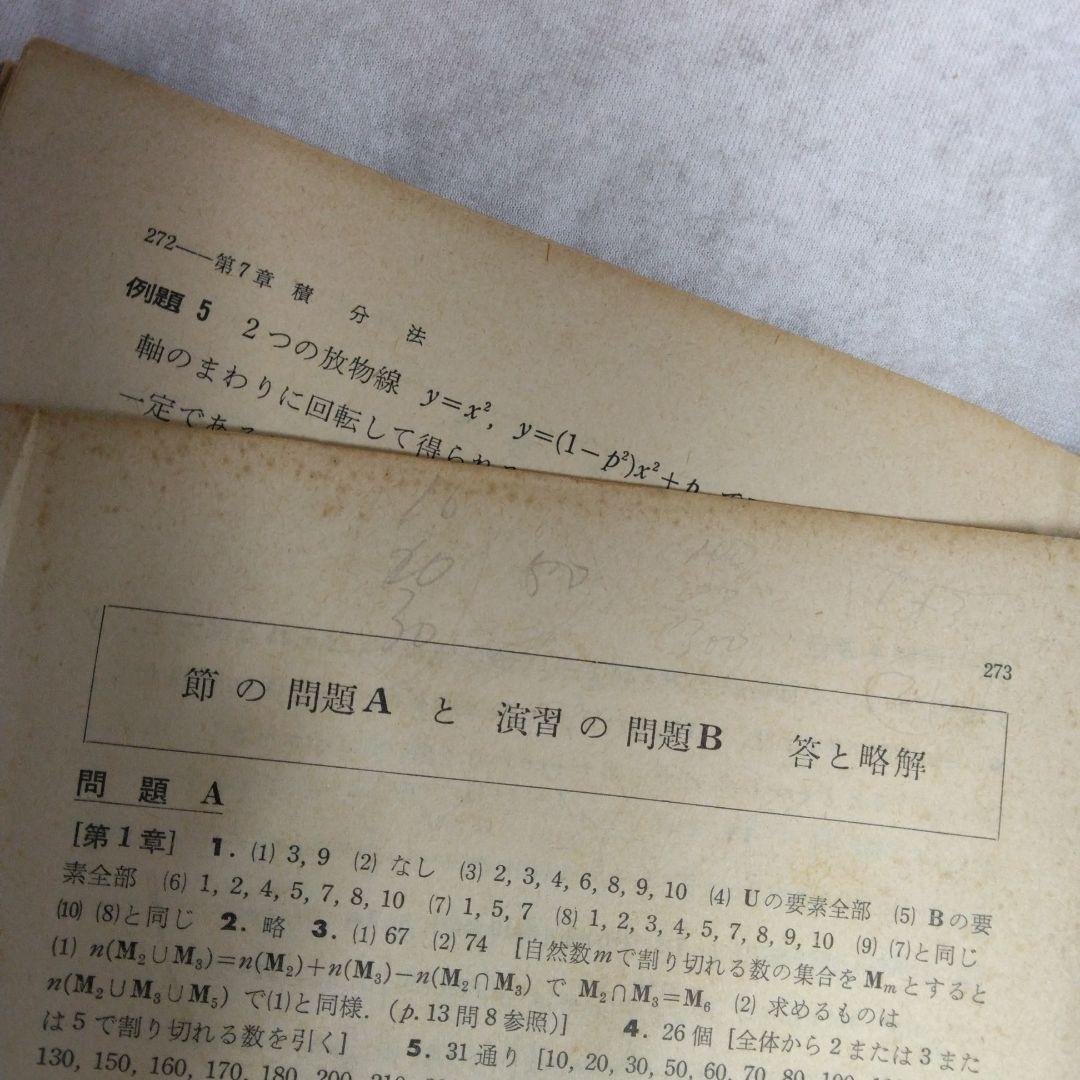 272——第7章 積分法
例題 5 2つの放物線 y=x², y=(1-p²)x²+p
軸のまわりに回転して得られる
一定である
20 50
30
273
節の問題Aと演習の問題B 答と略解
問題 A
[第1章] 1. (1) 3, 9 (2) なし (3) 2, 3, 4, 6, 8, 9, 10 (4) Uの要素全部 (5) Bの要
素全部 (6) 1, 2, 4, 5, 7, 8, 10 (7) 1, 5, 7 (8) 1, 2, 3, 4, 5, 7, 8, 9, 10 (9) (7)と同じ
(10) (8)と同じ 2. 略 3. (1) 67 (2) 74 [自然数mで割り切れる数の集合をMₘとすると
(1) n(M₂∪M₃)=n(M₂)+n(M₃)-n(M₂∩M₃) で M₂∩M₃=M₆ (2) 求めるものは
n(M₂∪M₃∪M₅) で(1)と同様. (p.13問8参照)] 4. 26個 [全体から2または3また
は5で割り切れる数を引く] 5. 31通り [10, 20, 30, 50, 60, 70, 80, 100,
130, 150, 160, 170, 180, 200, 210,